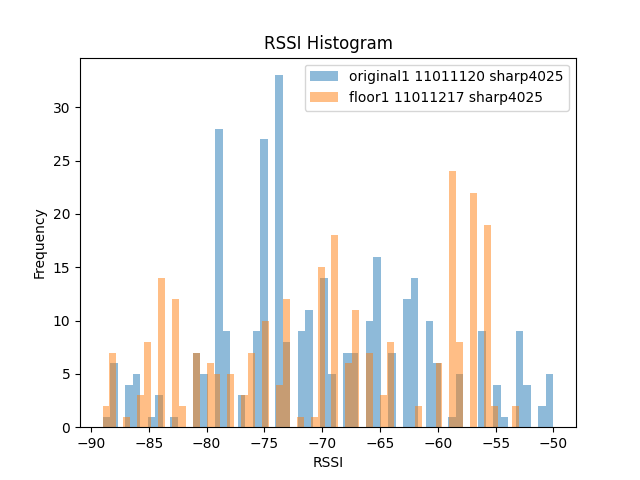 RSSI Histogram
original1 11011120 sharp4025
floor1 11011217 sharp4025
Frequency
30
25
20
15
10
5
0
−90 −85 −80 −75 −70 −65 −60 −55 −50
RSSI